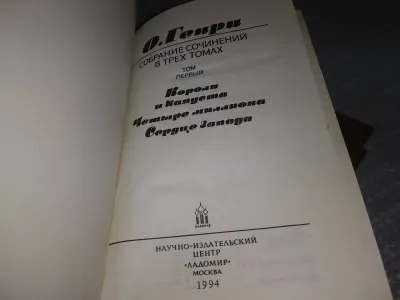 О. Генри
СОБРАНИЕ СОЧИНЕНИЙ
В ТРЕХ ТОМАХ
ТОМ
ПЕРВЫЙ
Короли
и капуста
Четыре миллиона
Сердце Запада
НАУЧНО-ИЗДАТЕЛЬСКИЙ
ЦЕНТР
«ЛАДОМИР»
МОСКВА
1994